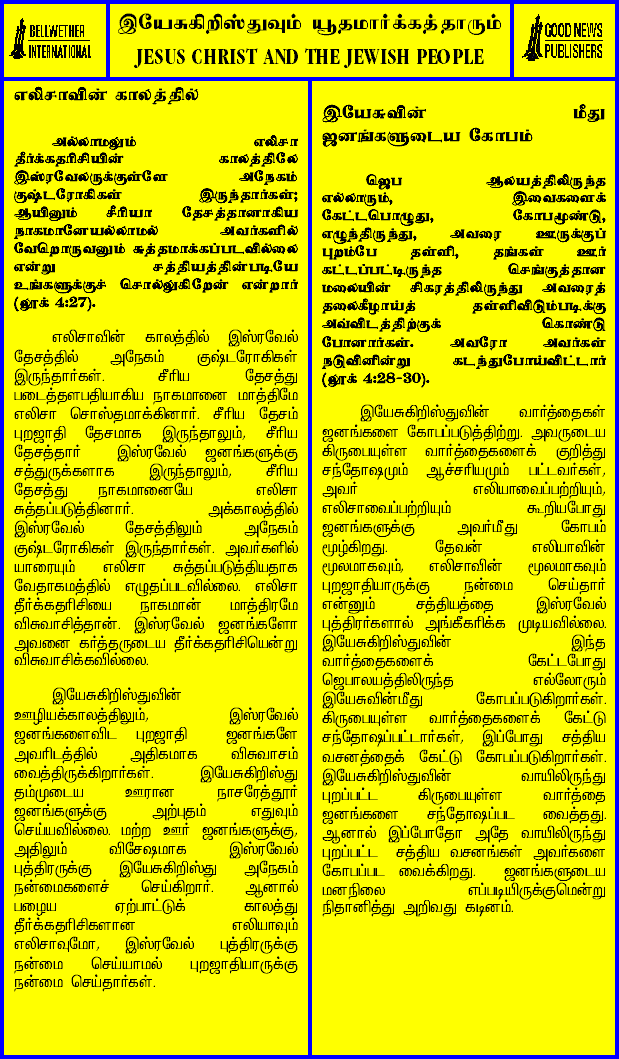 BELLWETHER
INTERNATIONAL
இயேசுகிறிஸ்துவும் யூதமார்க்கத்தாரும்
JESUS CHRIST AND THE JEWISH PEOPLE
GOOD NEWS
PUBLISHERS
எலிசாவின் காலத்தில்
அல்லாமலும் எலிசா
தீர்க்கதரிசியின் காலத்திலே
இஸ்ரவேலருக்குள்ளே அநேகம்
குஷ்டரோகிகள் இருந்தார்கள்;
ஆயினும் சீரியா தேசத்தானாகிய
நாகமானேயல்லாமல் அவர்களில்
வேறொருவனும் சுத்தமாக்கப்படவில்லை
என்று சத்தியத்தின்படியே
உங்களுக்குச் சொல்லுகிறேன் என்றார்
(லூக் 4:27).
எலிசாவின் காலத்தில் இஸ்ரவேல்
தேசத்தில் அநேகம் குஷ்டரோகிகள்
இருந்தார்கள். சீரிய தேசத்து
படைத்தளபதியாகிய நாகமானை மாத்திமே
எலிசா சொஸ்தமாக்கினார். சீரிய தேசம்
புறஜாதி தேசமாக இருந்தாலும், சீரிய
தேசத்தார் இஸ்ரவேல் ஜனங்களுக்கு
சத்துருக்களாக இருந்தாலும், சீரிய
தேசத்து நாகமானையே எலிசா
சுத்தப்படுத்தினார். அக்காலத்தில்
இஸ்ரவேல் தேசத்திலும் அநேகம்
குஷ்டரோகிகள் இருந்தார்கள். அவர்களில்
யாரையும் எலிசா சுத்தப்படுத்தியதாக
வேதாகமத்தில் எழுதப்படவில்லை. எலிசா
தீர்க்கதரிசியை நாகமான் மாத்திரமே
விசுவாசித்தான். இஸ்ரவேல் ஜனங்களோ
அவனை கர்த்தருடைய தீர்க்கதரிசியென்று
விசுவாசிக்கவில்லை.
இயேசுகிறிஸ்துவின்
ஊழியக்காலத்திலும், இஸ்ரவேல்
ஜனங்களைவிட புறஜாதி ஜனங்களே
அவரிடத்தில் அதிகமாக விசுவாசம்
வைத்திருக்கிறார்கள். இயேசுகிறிஸ்து
தம்முடைய ஊரான நாசரேத்தூர்
ஜனங்களுக்கு அற்புதம் எதுவும்
செய்யவில்லை. மற்ற ஊர் ஜனங்களுக்கு,
அதிலும் விசேஷமாக இஸ்ரவேல்
புத்திரருக்கு இயேசுகிறிஸ்து அநேகம்
நன்மைகளைச் செய்கிறார். ஆனால்
பழைய ஏற்பாட்டுக் காலத்து
தீர்க்கதரிசிகளான எலியாவும்
எலிசாவுமோ, இஸ்ரவேல் புத்திரருக்கு
நன்மை செய்யாமல் புறஜாதியாருக்கு
நன்மை செய்தார்கள்.
இயேசுவின் மீது
ஜனங்களுடைய கோபம்
ஜெப ஆலயத்திலிருந்த
எல்லாரும், இவைகளைக்
கேட்டபொழுது, கோபமூண்டு,
எழுந்திருந்து, அவரை ஊருக்குப்
புறம்பே தள்ளி, தங்கள் ஊர்
கட்டப்பட்டிருந்த செங்குத்தான
மலையின் சிகரத்திலிருந்து அவரைத்
தலைகீழாய்த் தள்ளிவிடும்படிக்கு
அவ்விடத்திற்குக் கொண்டு
போனார்கள். அவரோ அவர்கள்
நடுவினின்று கடந்துபோய்விட்டார்
(லூக் 4:28-30).
இயேசுகிறிஸ்துவின் வார்த்தைகள்
ஜனங்களை கோபப்படுத்திற்று. அவருடைய
கிருபையுள்ள வார்த்தைகளைக் குறித்து
சந்தோஷமும் ஆச்சரியமும் பட்டவர்கள்,
அவர் எலியாவைப்பற்றியும்,
எலிசாவைப்பற்றியும் கூறியபோது
ஜனங்களுக்கு அவர்மீது கோபம்
மூழ்கிறது. தேவன் எலியாவின்
மூலமாகவும், எலிசாவின் மூலமாகவும்
புறஜாதியாருக்கு நன்மை செய்தார்
என்னும் சத்தியத்தை இஸ்ரவேல்
புத்திரர்களால் அங்கீகரிக்க முடியவில்லை.
இயேசுகிறிஸ்துவின் இந்த
வார்த்தைகளைக் கேட்டபோது
ஜெபாலயத்திலிருந்த எல்லோரும்
இயேசுவின்மீது கோபப்படுகிறார்கள்.
கிருபையுள்ள வார்த்தைகளைக் கேட்டு
சந்தோஷப்பட்டார்கள், இப்போது சத்திய
வசனத்தைக் கேட்டு கோபப்படுகிறார்கள்.
இயேசுகிறிஸ்துவின் வாயிலிருந்து
புறப்பட்ட கிருபையுள்ள வார்த்தை
ஜனங்களை சந்தோஷப்பட வைத்தது.
ஆனால் இப்போதோ அதே வாயிலிருந்து
புறப்பட்ட சத்திய வசனங்கள் அவர்களை
கோபப்பட வைக்கிறது. ஜனங்களுடைய
மனநிலை எப்படியிருக்குமென்று
நிதானித்து அறிவது கடினம்.